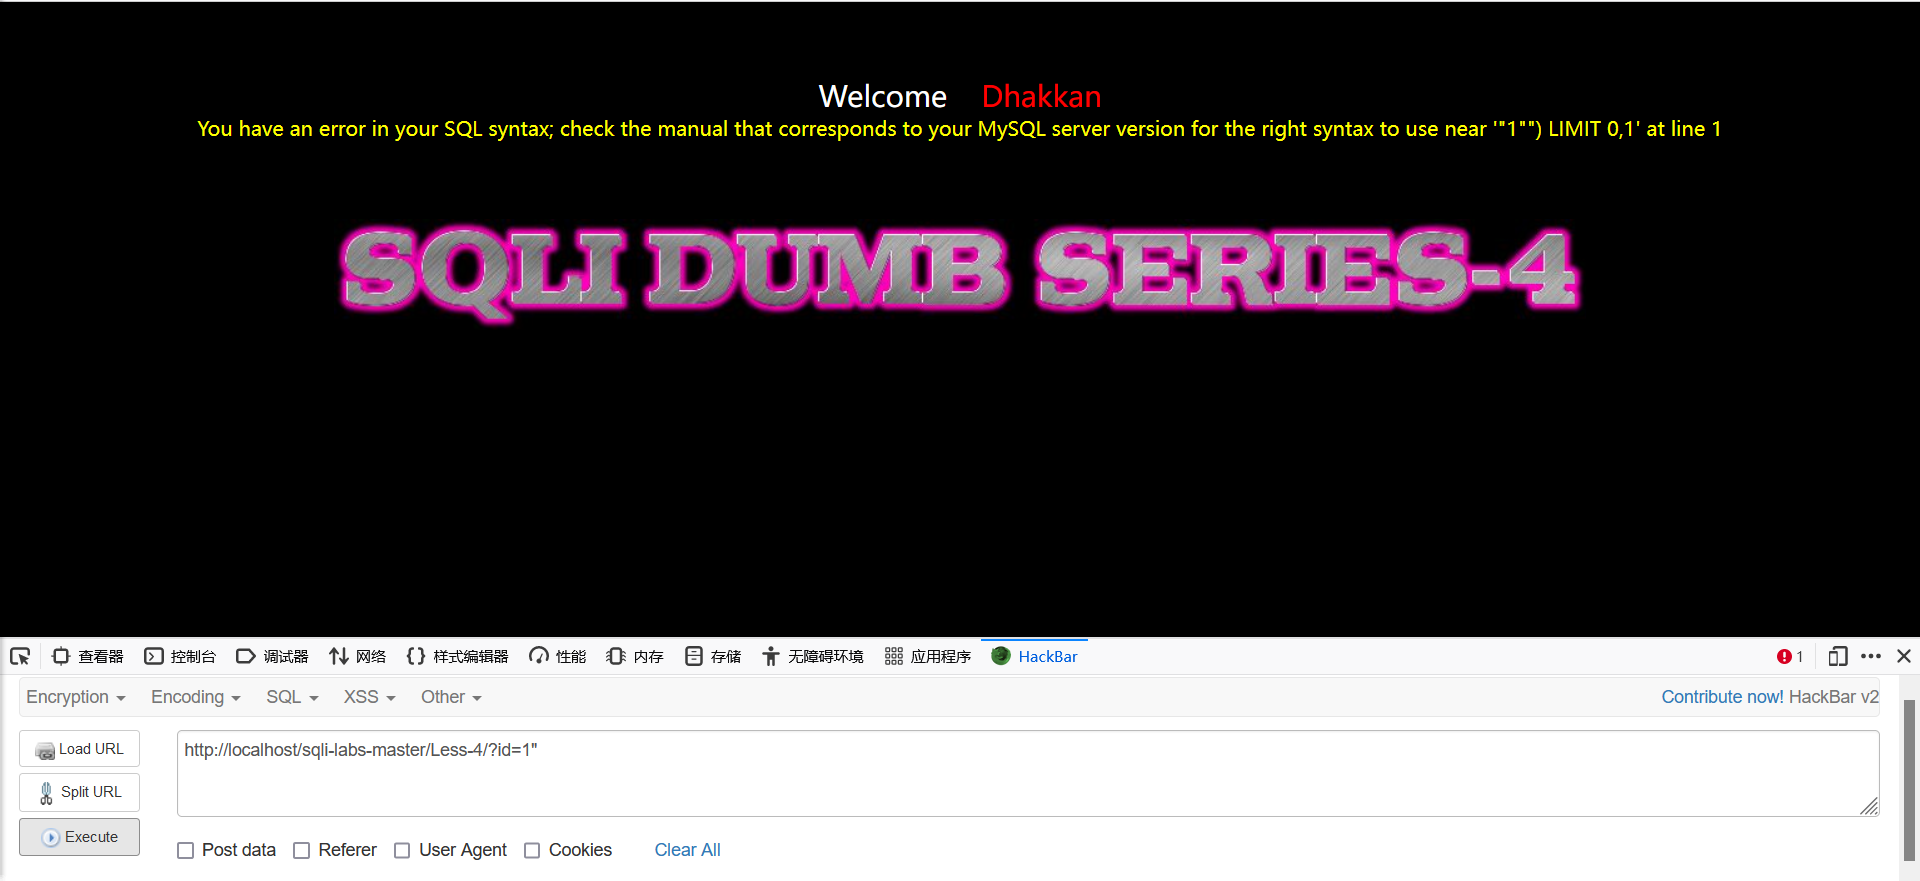 Welcome Dhakkan
You have an error in your SQL syntax; check the manual that corresponds to your MySQL server version for the right syntax to use near '"1"") LIMIT 0,1' at line 1
SQLI DUMB SERIES-4
查看器 控制台 调试器 网络 样式编辑器 性能 内存 存储 无障碍环境 应用程序 HackBar 1
Encryption Encoding SQL XSS Other Contribute now! HackBar v2
Load URL http://localhost/sqli-labs-master/Less-4/?id=1"
Split URL
Execute
Post data Referer User Agent Cookies Clear All